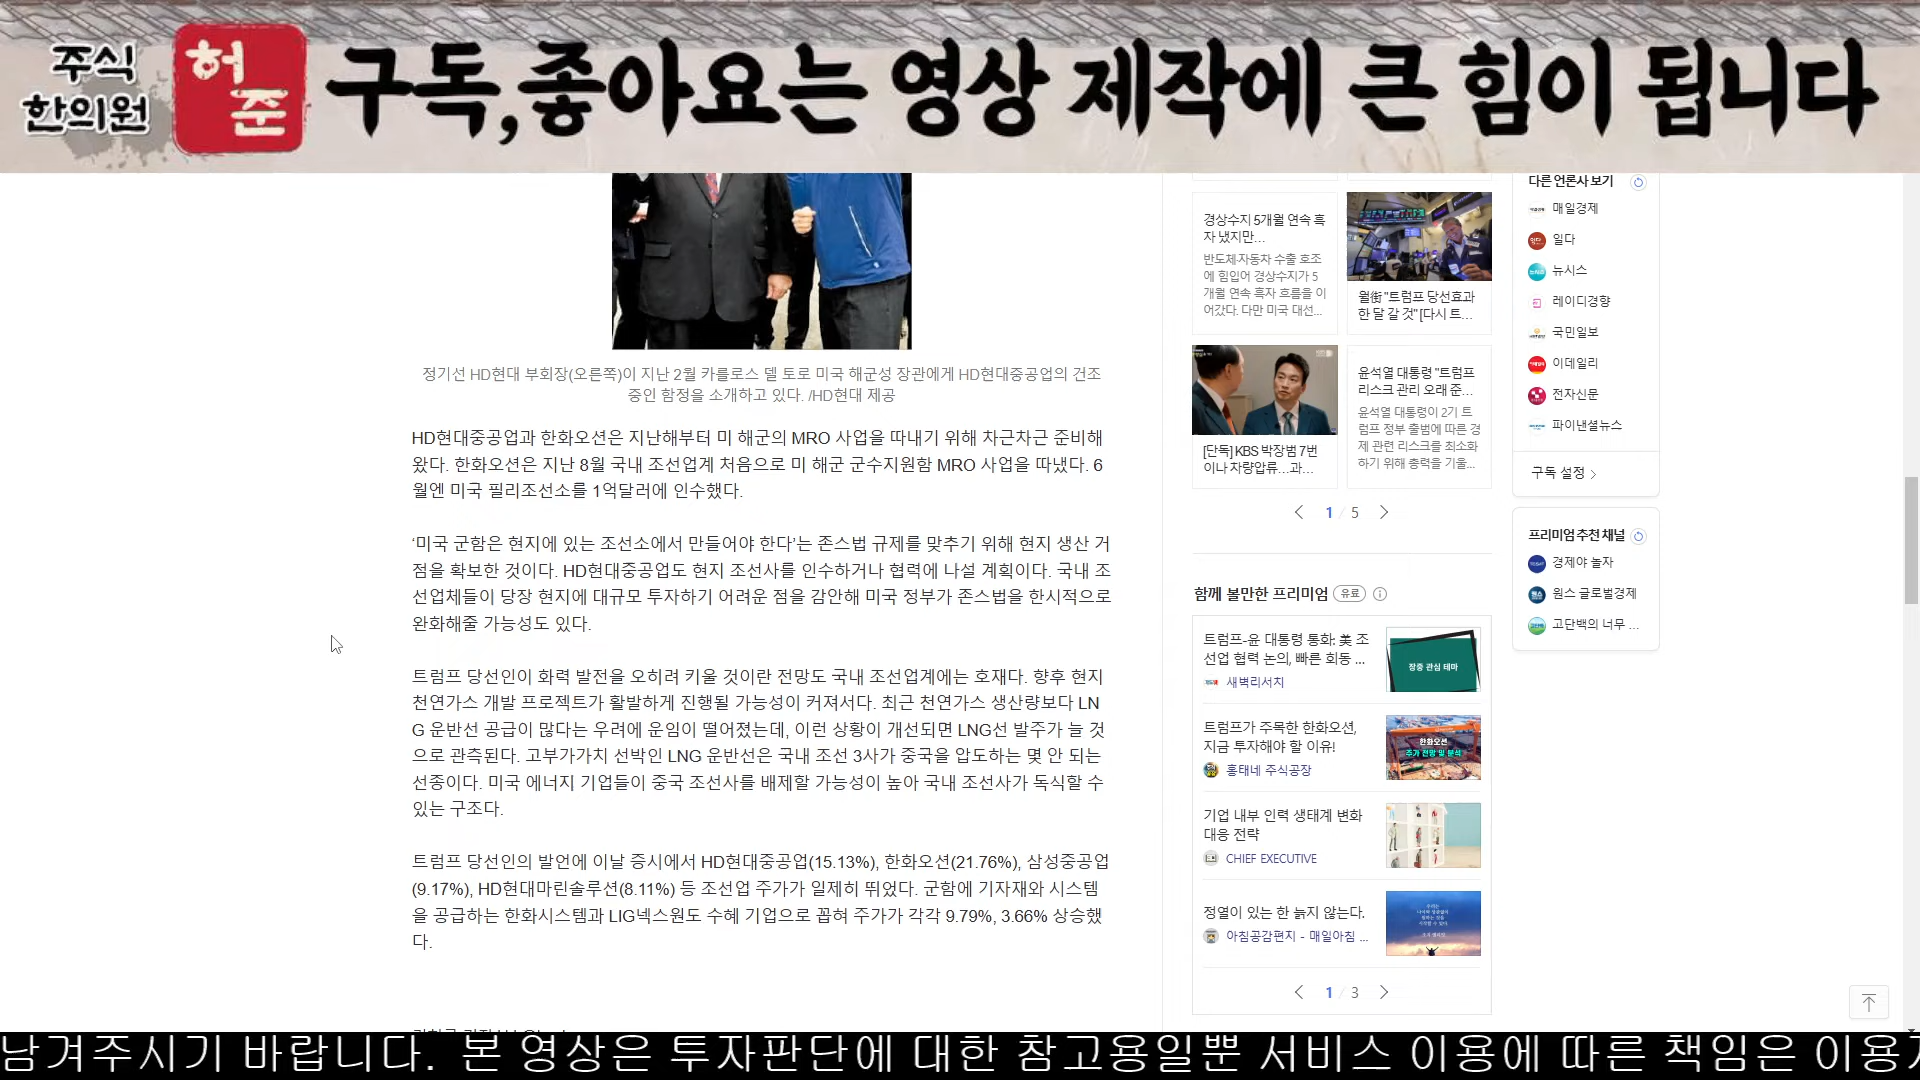 주식
한의원
허준
구독,좋아요는 영상 제작에 큰 힘이 됩니다
정기선 HD현대 부회장(오른쪽)이 지난 2월 카를로스 델 토로 미국 해군성 장관에게 HD현대중공업의 건조
중인 함정을 소개하고 있다. /HD현대 제공
HD현대중공업과 한화오션은 지난해부터 미 해군의 MRO 사업을 따내기 위해 차근차근 준비해
왔다. 한화오션은 지난 8월 국내 조선업계 처음으로 미 해군 군수지원함 MRO 사업을 따냈다. 6
월엔 미국 필리조선소를 1억달러에 인수했다.
‘미국 군함은 현지에 있는 조선소에서 만들어야 한다’는 존스법 규제를 맞추기 위해 현지 생산 거
점을 확보한 것이다. HD현대중공업도 현지 조선사를 인수하거나 협력에 나설 계획이다. 국내 조
선업체들이 당장 현지에 대규모 투자하기 어려운 점을 감안해 미국 정부가 존스법을 한시적으로
완화해줄 가능성도 있다.
트럼프 당선인이 화력 발전을 오히려 키울 것이란 전망도 국내 조선업계에는 호재다. 향후 현지
천연가스 개발 프로젝트가 활발하게 진행될 가능성이 커져서다. 최근 천연가스 생산량보다 LN
G 운반선 공급이 많다는 우려에 운임이 떨어졌는데, 이런 상황이 개선되면 LNG선 발주가 늘 것
으로 관측된다. 고부가가치 선박인 LNG 운반선은 국내 조선 3사가 중국을 압도하는 몇 안 되는
선종이다. 미국 에너지 기업들이 중국 조선사를 배제할 가능성이 높아 국내 조선사가 독식할 수
있는 구조다.
트럼프 당선인의 발언에 이날 증시에서 HD현대중공업(15.13%), 한화오션(21.76%), 삼성중공업
(9.17%), HD현대마린솔루션(8.11%) 등 조선업 주가가 일제히 뛰었다. 군함에 기자재와 시스템
을 공급하는 한화시스템과 LIG넥스원도 수혜 기업으로 꼽혀 주가가 각각 9.79%, 3.66% 상승했
다.
경상수지 5개월 연속 흑
자 냈지만...
반도체·자동차 수출 호조
에 힘입어 경상수지가 5
개월 연속 흑자 흐름을 이
어갔다. 다만 미국 대선...
월街 "트럼프 당선효과
한 달 갈 것" [다시 트...
[단독] KBS 박장범 7번
이나 차량압류...과...
윤석열 대통령 "트럼프
리스크 관리 오래 준...
윤석열 대통령이 2기 트
럼프 정부 출범에 따른 경
제 관련 리스크를 최소화
하기 위해 총력을 기울...
1 / 5
함께 볼만한 프리미엄 유료
트럼프-윤 대통령 통화: 美 조
선업 협력 논의, 빠른 회동 ...
새벽리서치
장중 관심 테마
트럼프가 주목한 한화오션,
지금 투자해야 할 이유!
홍태네 주식공장
한화오션
주가 전망 및 분석
기업 내부 인력 생태계 변화
대응 전략
CHIEF EXECUTIVE
정열이 있는 한 늙지 않는다.
아침공감편지 - 매일아침 ...
1 / 3
다른 언론사 보기
매일경제
일다
뉴시스
레이디경향
국민일보
이데일리
전자신문
파이낸셜뉴스
구독 설정
프리미엄 추천 채널
경제야 놀자
원스 글로벌경제
고단백의 너무 ...
남겨주시기 바랍니다. 본 영상은 투자판단에 대한 참고용일뿐 서비스 이용에 따른 책임은 이용